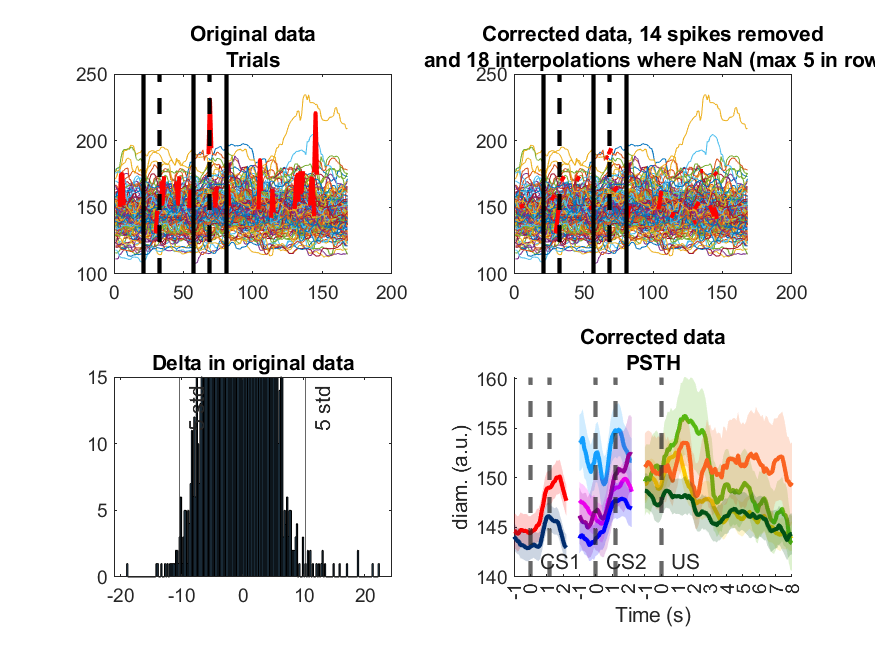 Original data
Trials
250
200
150
100
0
50
100
150
200
Corrected data, 14 spikes removed
and 18 interpolations where NaN (max 5 in row
250
200
150
100
0
50
100
150
200
Delta in original data
15
10
5
0
-20
-10
0
10
20
5 std
5 std
Corrected data
PSTH
diam. (a.u.)
160
155
150
145
140
CS1
CS2
US
-1 0 1 2 -1 0 1 2 -1 0 1 2 3 4 5 6 7 8
Time (s)